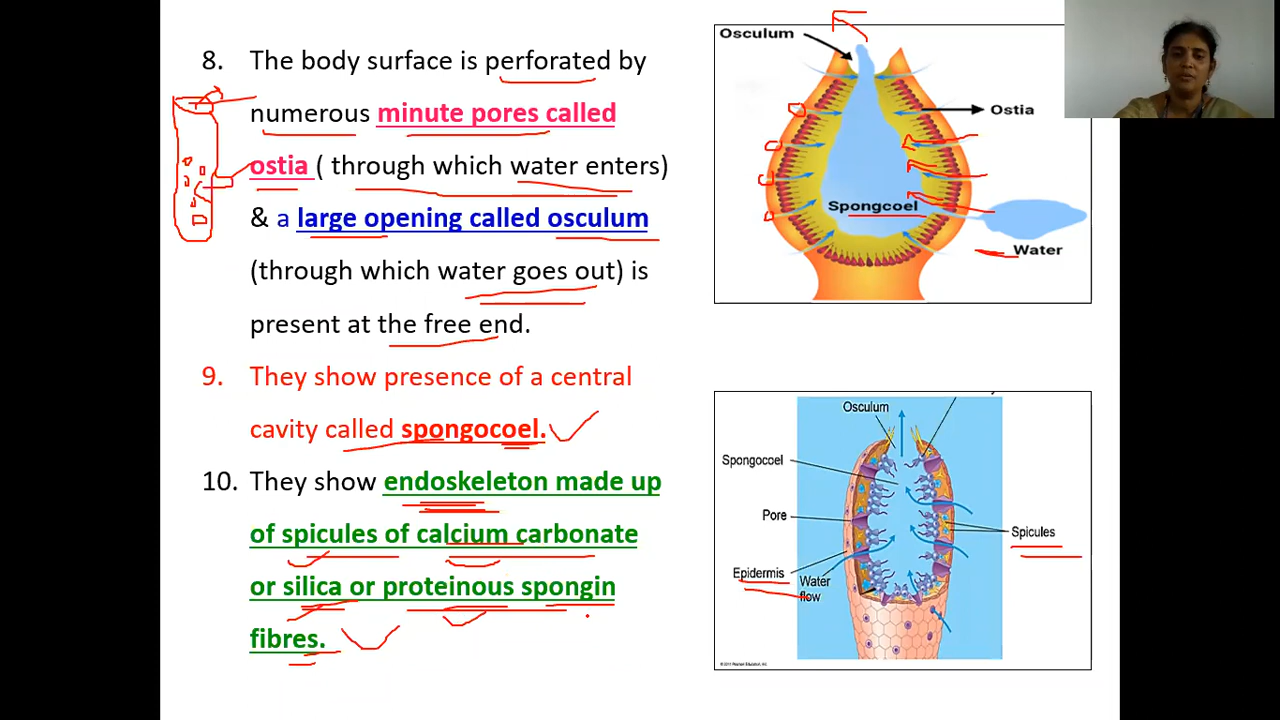 8. The body surface is perforated by
numerous minute pores called
ostia ( through which water enters)
& a large opening called osculum
(through which water goes out) is
present at the free end.
9. They show presence of a central
cavity called spongocoel.
10. They show endoskeleton made up
of spicules of calcium carbonate
or silica or proteinous spongin
fibres.
Osculum
Ostia
Spongcoel
Water
Osculum
Spongocoel
Pore
Spicules
Epidermis
Water
flow